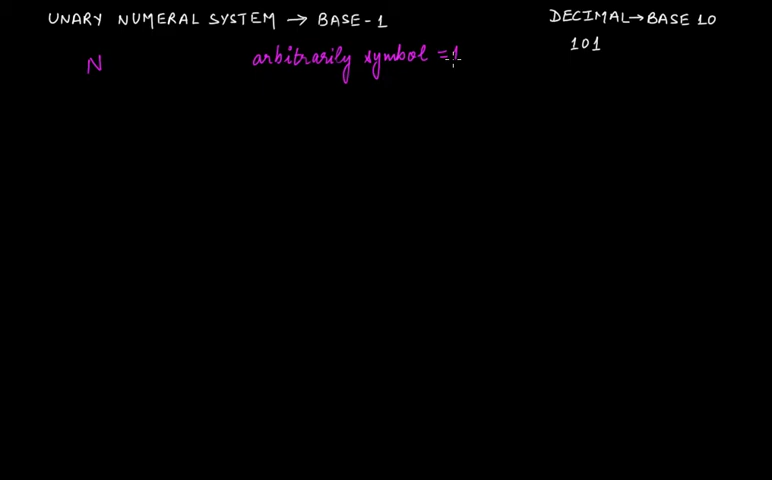 UNARY NUMERAL SYSTEM → BASE-1
DECIMAL→BASE 10
101
N
arbitrarily symbol = 1